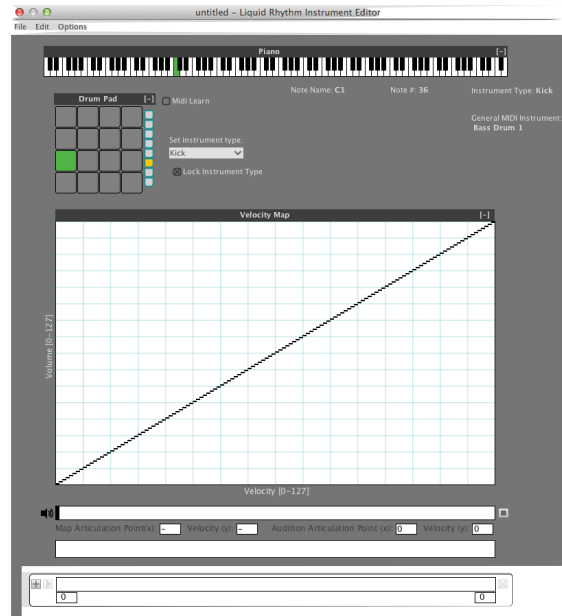 untitled – Liquid Rhythm Instrument Editor
File Edit Options
Piano [-]
Note Name: C1 Note #: 36 Instrument Type: Kick
Drum Pad [-] Midi Learn
General MIDI Instrument:
Bass Drum 1
Set instrument type:
Kick
Lock Instrument Type
Velocity Map [-]
Volume [0-127]
Velocity [0-127]
Map Articulation Point(x): - Velocity (y): - Audition Articulation Point (x): 0 Velocity (y): 0
0 0